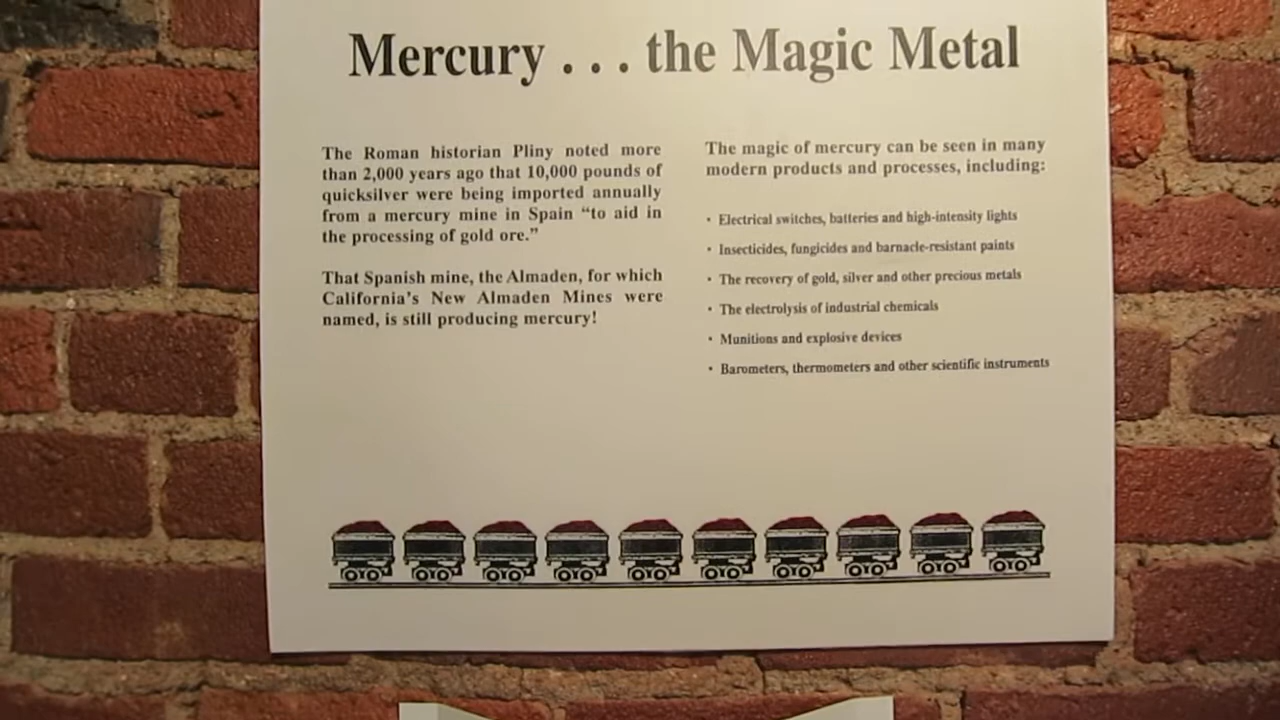 Mercury . . . the Magic Metal
The Roman historian Pliny noted more
than 2,000 years ago that 10,000 pounds of
quicksilver were being imported annually
from a mercury mine in Spain “to aid in
the processing of gold ore.”
That Spanish mine, the Almaden, for which
California’s New Almaden Mines were
named, is still producing mercury!
The magic of mercury can be seen in many
modern products and processes, including:
• Electrical switches, batteries and high-intensity lights
• Insecticides, fungicides and barnacle-resistant paints
• The recovery of gold, silver and other precious metals
• The electrolysis of industrial chemicals
• Munitions and explosive devices
• Barometers, thermometers and other scientific instruments